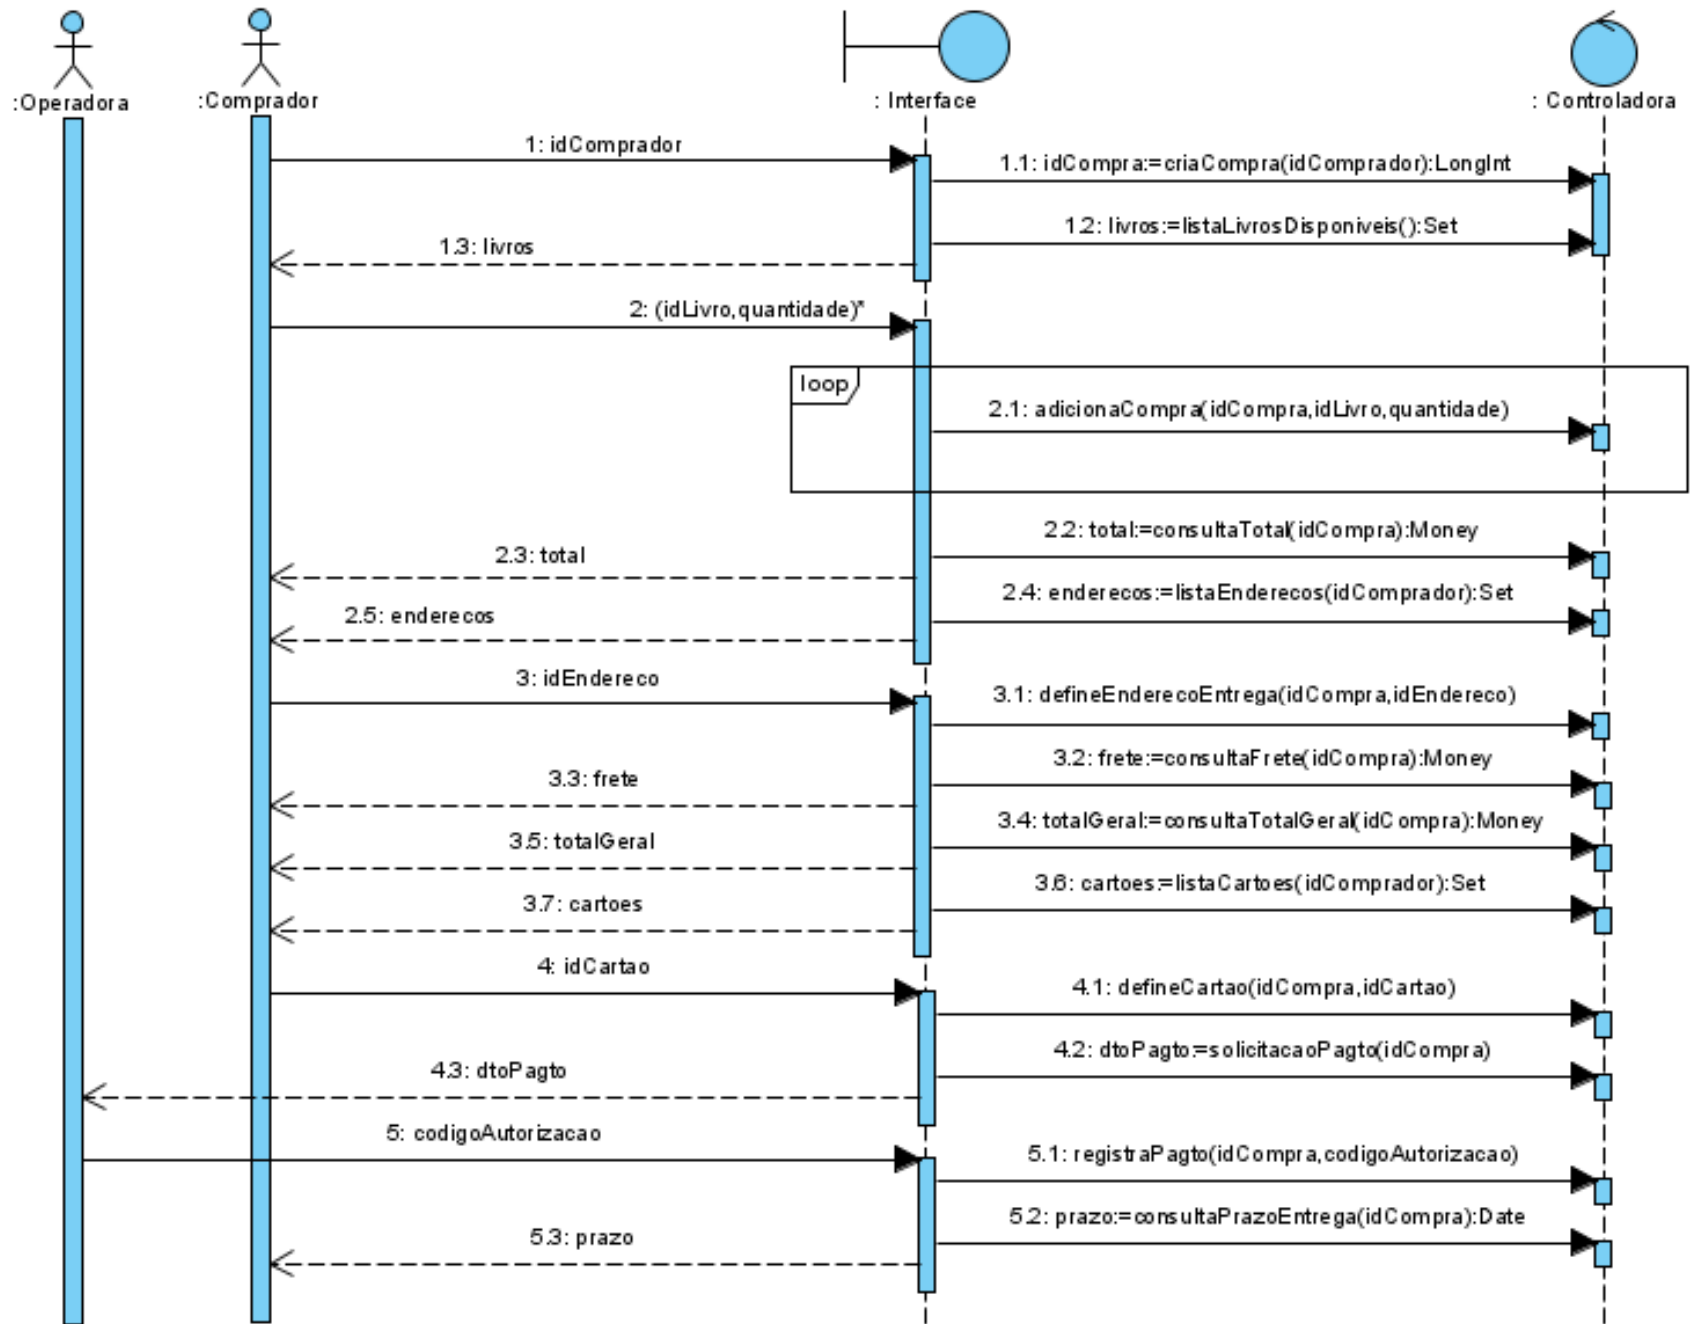 :Operadora
:Comprador
: Interface
: Controladora
1: idComprador
1.1: idCompra:=criaCompra(idComprador):LongInt
1.2: livros:=listaLivrosDisponiveis():Set
1.3: livros
2: (idLivro,quantidade)*
loop
2.1: adicionaCompra(idCompra,idLivro,quantidade)
2.2: total:=consultaTotal(idCompra):Money
2.3: total
2.4: enderecos:=listaEnderecos(idComprador):Set
2.5: enderecos
3: idEndereco
3.1: defineEnderecoEntrega(idCompra,idEndereco)
3.2: frete:=consultaFrete(idCompra):Money
3.3: frete
3.4: totalGeral:=consultaTotalGeral(idCompra):Money
3.5: totalGeral
3.6: cartoes:=listaCartoes(idComprador):Set
3.7: cartoes
4: idCartao
4.1: defineCartao(idCompra,idCartao)
4.2: dtoPagto:=solicitacaoPagto(idCompra)
4.3: dtoPagto
5: codigoAutorizacao
5.1: registraPagto(idCompra,codigoAutorizacao)
5.2: prazo:=consultaPrazoEntrega(idCompra):Date
5.3: prazo